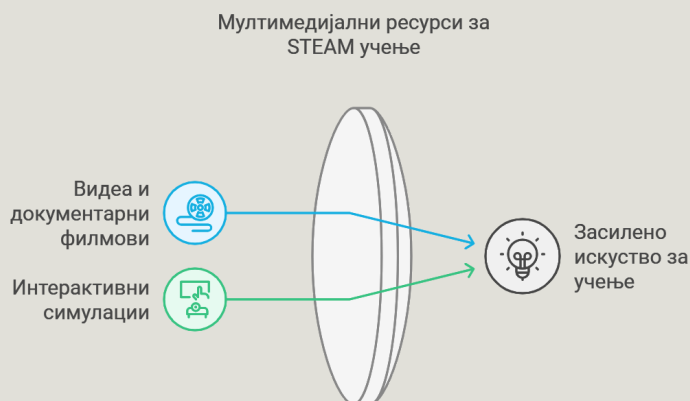 Мултимедијални ресурси за
STEAM учење
Видеа и
документарни
филмови
Интерактивни
симулации
Засилено
искуство за
учење